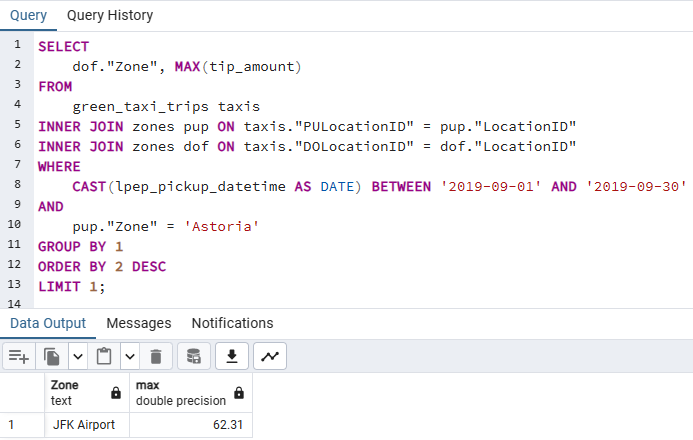 Query Query History
1 SELECT
2 dof."Zone", MAX(tip_amount)
3 FROM
4 green_taxi_trips taxis
5 INNER JOIN zones pup ON taxis."PULocationID" = pup."LocationID"
6 INNER JOIN zones dof ON taxis."DOLocationID" = dof."LocationID"
7 WHERE
8 CAST(lpep_pickup_datetime AS DATE) BETWEEN '2019-09-01' AND '2019-09-30'
9 AND
10 pup."Zone" = 'Astoria'
11 GROUP BY 1
12 ORDER BY 2 DESC
13 LIMIT 1;
14
Data Output Messages Notifications
Zone max
text double precision
1 JFK Airport 62.31